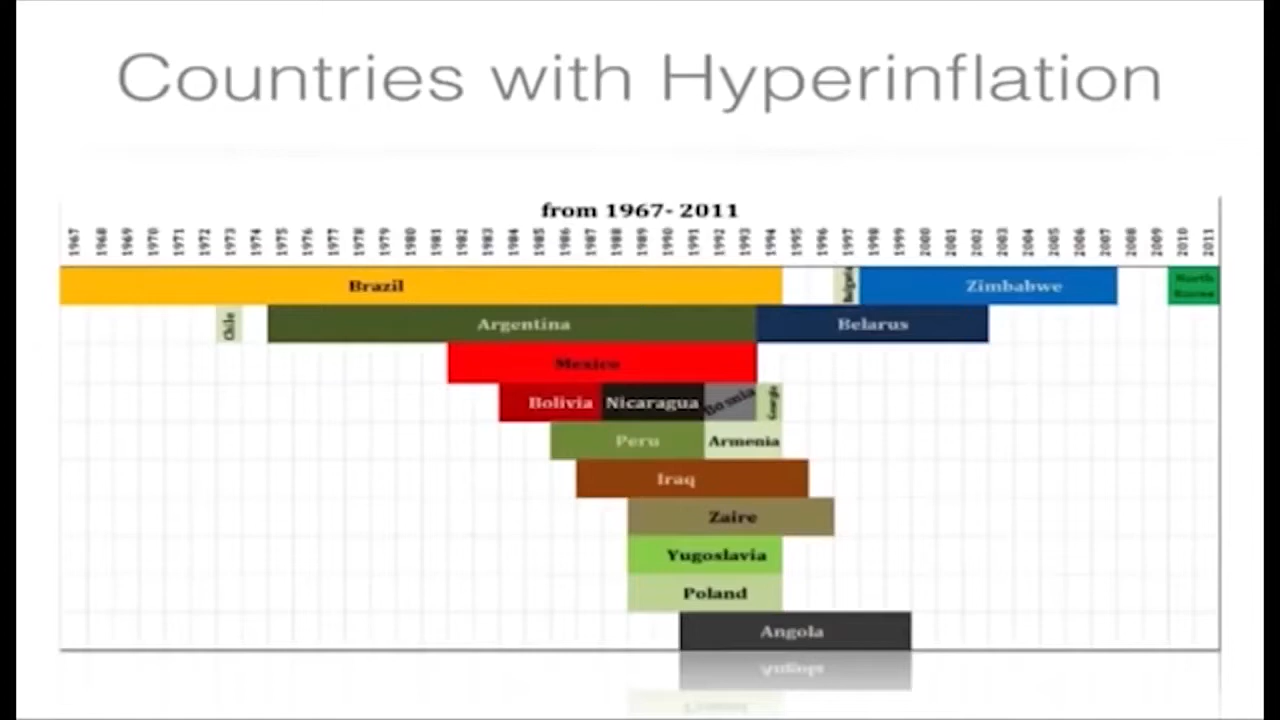 Countries with Hyperinflation
from 1967- 2011
1967 1968 1969 1970 1971 1972 1973 1974 1975 1976 1977 1978 1979 1980 1981 1982 1983 1984 1985 1986 1987 1988 1989 1990 1991 1992 1993 1994 1995 1996 1997 1998 1999 2000 2001 2002 2003 2004 2005 2006 2007 2008 2009 2010 2011
Brazil Bulgaria Zimbabwe North
Korea
Chile Argentina Belarus
Mexico
Bolivia Nicaragua Bosnia Georgia
Peru Armenia
Iraq
Zaire
Yugoslavia
Poland
Angola